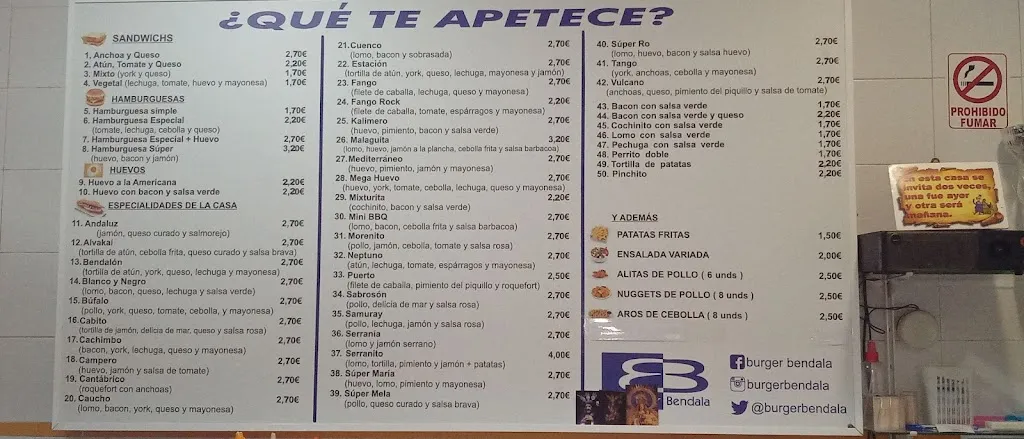 ¿QUÉ TE APETECE?
SANDWICHS
1, Anchoa y Queso 2,70€
2. Atún, Tomate y Queso 2,20€
3. Mixto (york y queso) 1,70€
4. Vegetal (lechuga, tomate, huevo y mayonesa) 1,70€
HAMBURGUESAS
5. Hamburguesa simple 1,70€
6. Hamburguesa Especial 2,20€
(tomate, lechuga, cebolla y queso)
7. Hamburguesa Especial + Huevo 2,70€
8. Hamburguesa Súper 3,20€
(huevo, bacon y jamón)
HUEVOS
9. Huevo a la Americana 2,20€
10. Huevo con bacon y salsa verde 2,20€
ESPECIALIDADES DE LA CASA
11. Andaluz 2,70€
(jamón, queso curado y salmorejo)
12. Alvakai 2,70€
(tortilla de atún, cebolla frita, queso curado y salsa brava)
13. Bendalón 2,70€
(tortilla de atún, york, queso, lechuga y mayonesa)
14. Blanco y Negro 2,70€
(lomo, bacon, queso, lechuga y salsa verde)
15. Búfalo 2,70€
(pollo, york, queso, tomate, cebolla, y mayonesa)
16. Cabito 2,70€
(tortilla de jamón, delicia de mar, queso y salsa rosa)
17. Cachimbo 2,70€
(bacon, york, lechuga, queso y mayonesa)
18. Campero 2,70€
(huevo, jamón y salsa de tomate)
19. Cantábrico 2,70€
(roquefort con anchoas)
20. Caucho 2,70€
(lomo, bacon, york, queso y mayonesa)
21. Cuenco 2,70€
(lomo, bacon y sobrasada)
22. Estación 2,70€
(tortilla de atún, york, queso, lechuga, mayonesa y jamón)
23. Fango 2,70€
(filete de caballa, lechuga, queso y mayonesa)
24. Fango Rock 2,20€
(filete de caballa, tomate, espárragos y mayonesa)
25. Kalimero 2,70€
(huevo, pimiento, bacon y salsa verde)
26. Malaguita 3,20€
(lomo, huevo, jamón a la plancha, cebolla frita y salsa barbacoa)
27. Mediterráneo 2,70€
(huevo, pimiento, jamón y mayonesa)
28. Mega Huevo 2,70€
(huevo, york, tomate, cebolla, lechuga, queso y mayonesa)
29. Mixturita 2,20€
(cochinito, bacon y salsa verde)
30. Mini BBQ 2,70€
(lomo, bacon, cebolla frita y salsa barbacoa)
31. Morenito 2,70€
(pollo, jamón, cebolla, tomate y salsa rosa)
32. Neptuno 2,70€
(atún, lechuga, tomate, espárragos y mayonesa)
33. Puerto 2,50€
(filete de caballa, pimiento del piquillo y roquefort)
34. Sabrosón 2,70€
(pollo, delicia de mar y salsa rosa)
35. Samuray 2,70€
(pollo, lechuga, jamón y salsa rosa)
36. Serranía 2,70€
(lomo y jamón serrano)
37. Serranito 4,00€
(lomo, tortilla, pimiento y jamón + patatas)
38. Súper María 2,70€
(huevo, lomo, pimiento y mayonesa)
39. Súper Mela 2,70€
(pollo, queso curado y salsa brava)
40. Súper Ro 2,70€
(lomo, huevo, bacon y salsa huevo)
41. Tango 2,70€
(york, anchoas, cebolla y mayonesa)
42. Vulcano 2,70€
(anchoas, queso, pimiento del piquillo y salsa de tomate)
43. Bacon con salsa verde 1,70€
44. Bacon con salsa verde y queso 2,20€
45. Cochinito con salsa verde 1,70€
46. Lomo con salsa verde 1,70€
47. Pechuga con salsa verde 1,70€
48. Perrito doble 1,70€
49. Tortilla de patatas 2,20€
50. Pinchito 2,20€
Y ADEMÁS
PATATAS FRITAS 1,50€
ENSALADA VARIADA 2,00€
ALITAS DE POLLO ( 6 unds ) 2,50€
NUGGETS DE POLLO ( 8 unds ) 2,50€
AROS DE CEBOLLA ( 8 unds ) 2,50€
Bendala
burger bendala
burgerbendala
@burgerbendala
PROHIBIDO
FUMAR
En esta casa se
invita dos veces,
una fue ayer
y otra será
mañana.